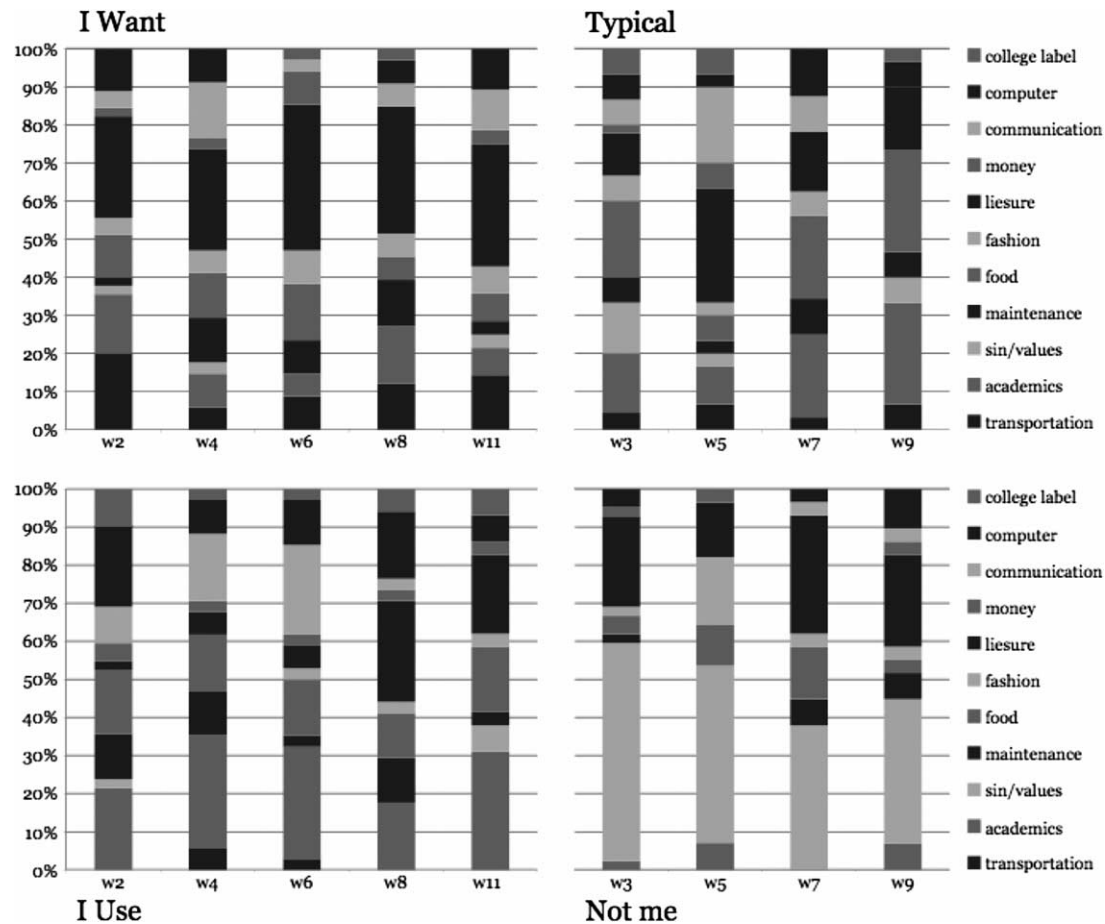 I Want
Typical
100%
90%
80%
70%
60%
50%
40%
30%
20%
10%
0%
w2 w4 w6 w8 w11
w3 w5 w7 w9
college label
computer
communication
money
liesure
fashion
food
maintenance
sin/values
academics
transportation
100%
90%
80%
70%
60%
50%
40%
30%
20%
10%
0%
w2 w4 w6 w8 w11
w3 w5 w7 w9
college label
computer
communication
money
liesure
fashion
food
maintenance
sin/values
academics
transportation
I Use
Not me